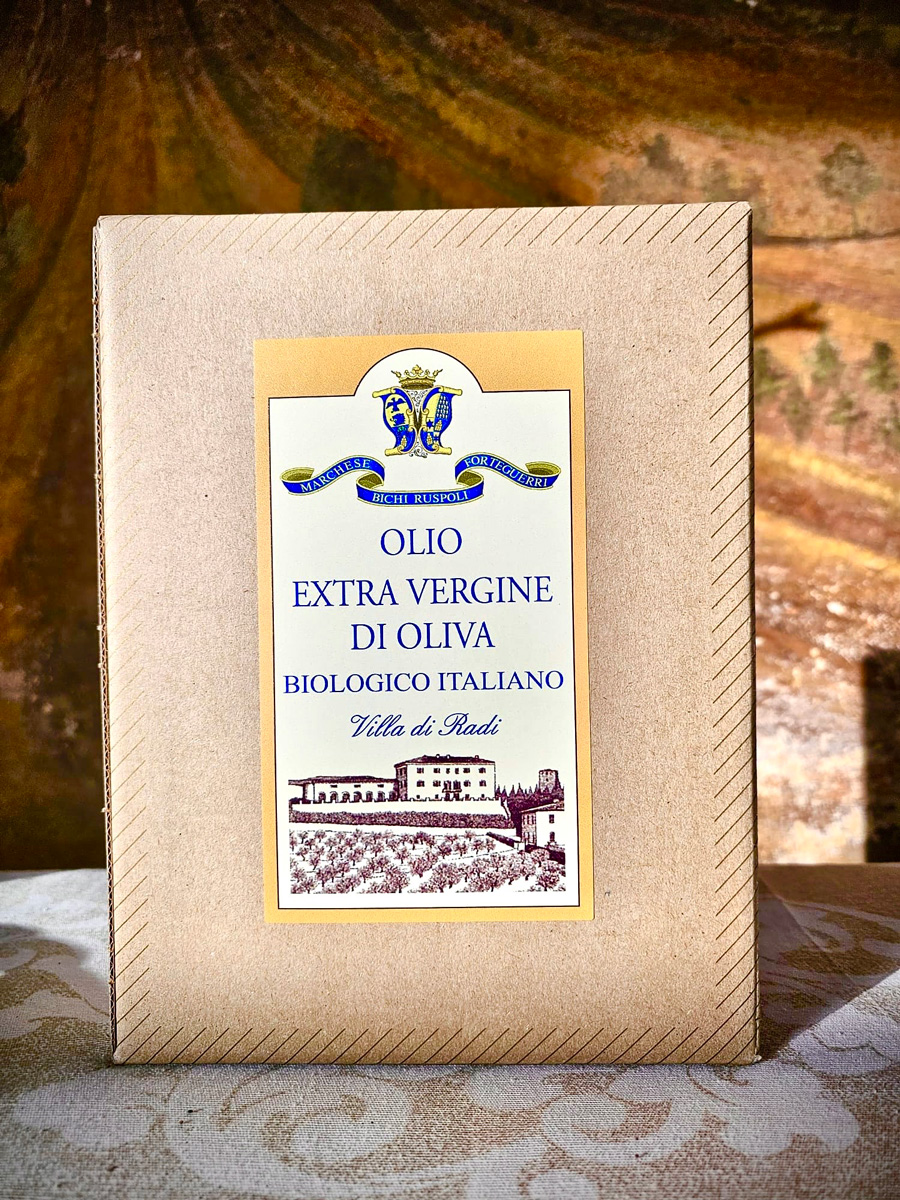 MARCHESE
BICHI RUSPOLI
FORTEGUERRI
OLIO
EXTRA VERGINE
DI OLIVA
BIOLOGICO ITALIANO
Villa di Radi